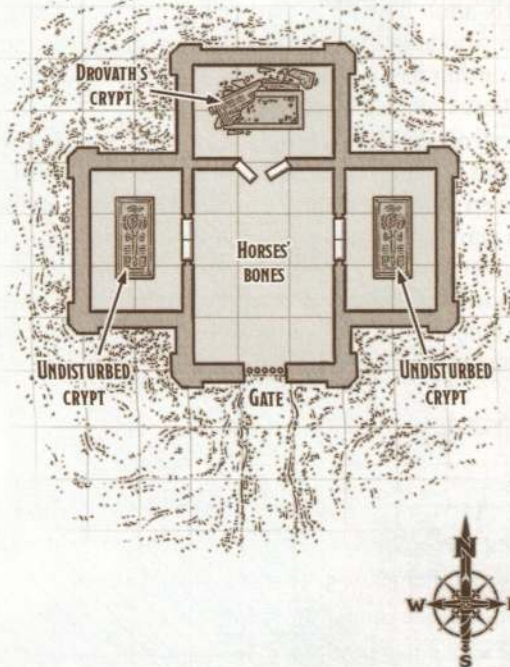 DROVATH'S
CRYPT
HORSES'
BONES
UNDISTURBED
CRYPT
UNDISTURBED
CRYPT
GATE
N
W
E
S